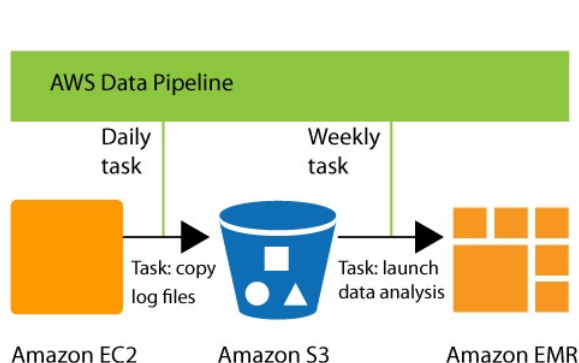 AWS Data Pipeline
Daily
task
Weekly
task
Task: copy
log files
Task: launch
data analysis
Amazon EC2
Amazon S3
Amazon EMR